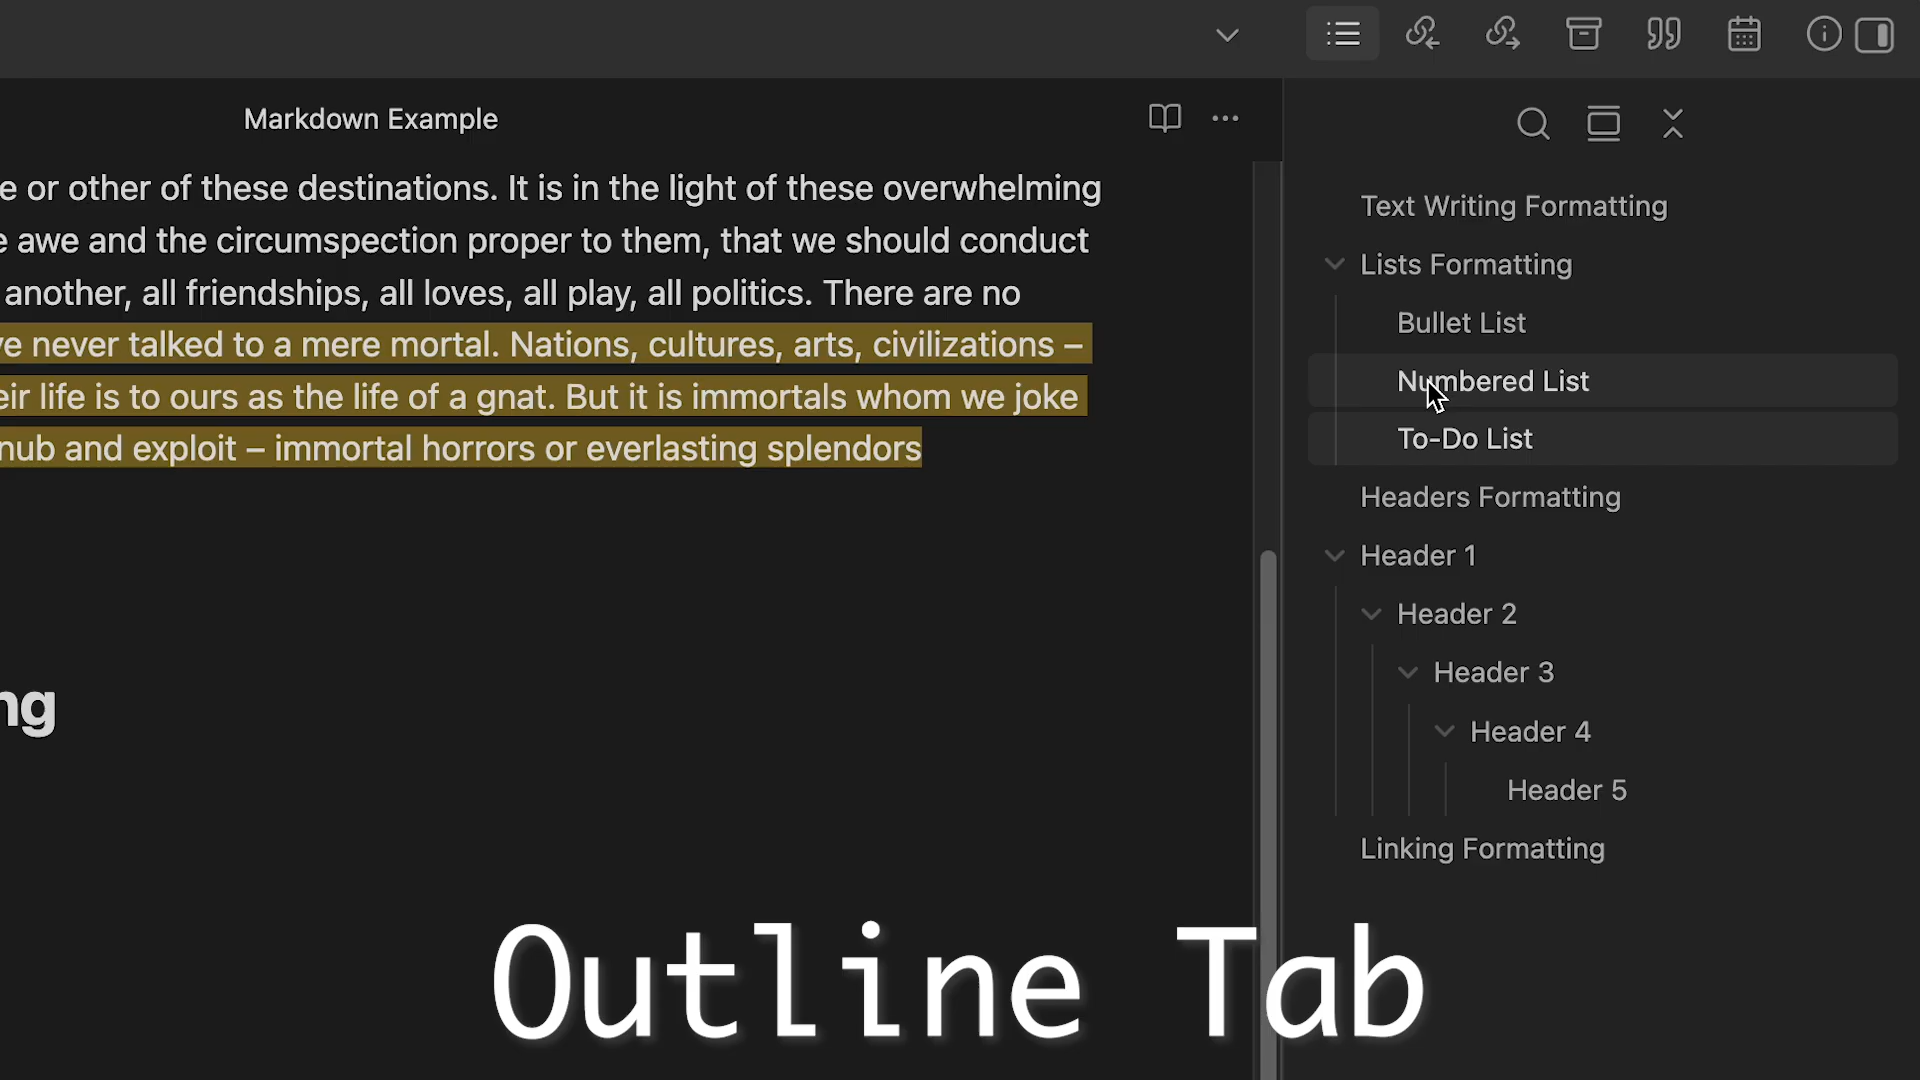 Markdown Example
e or other of these destinations. It is in the light of these overwhelming
e awe and the circumspection proper to them, that we should conduct
another, all friendships, all loves, all play, all politics. There are no
ve never talked to a mere mortal. Nations, cultures, arts, civilizations –
eir life is to ours as the life of a gnat. But it is immortals whom we joke
nub and exploit – immortal horrors or everlasting splendors
ng
Text Writing Formatting
Lists Formatting
Bullet List
Numbered List
To-Do List
Headers Formatting
Header 1
Header 2
Header 3
Header 4
Header 5
Linking Formatting
Outline Tab